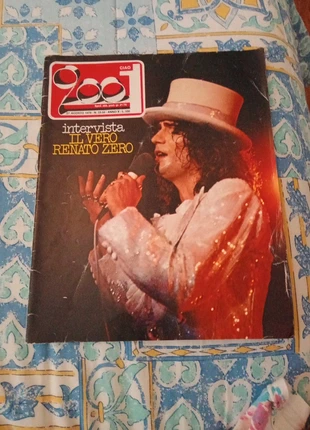 CIAO
2001
intervista
IL VERO
RENATO ZERO